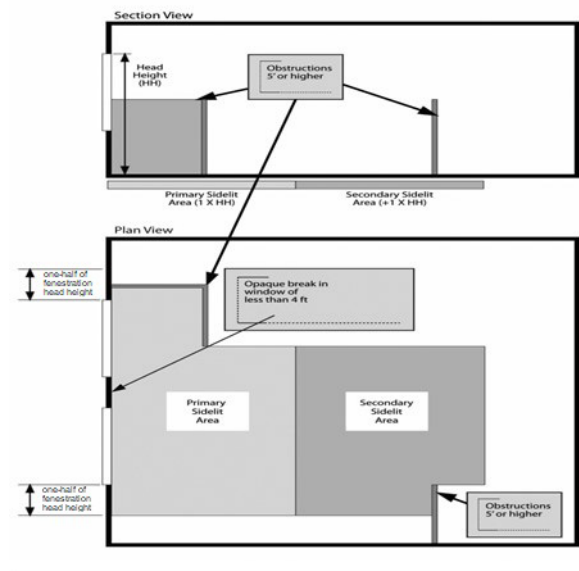 Section View
Head
Height
(HH)
Obstructions
5' or higher
Primary Sidelit
Area (1 X HH)
Secondary Sidelit
Area (+1 X HH)
Plan View
one-half of
fenestration
head height
Opaque break in
window of
less than 4 ft
Primary
Sidelit
Area
Secondary
Sidelit
Area
one-half of
fenestration
head height
Obstructions
5' or higher